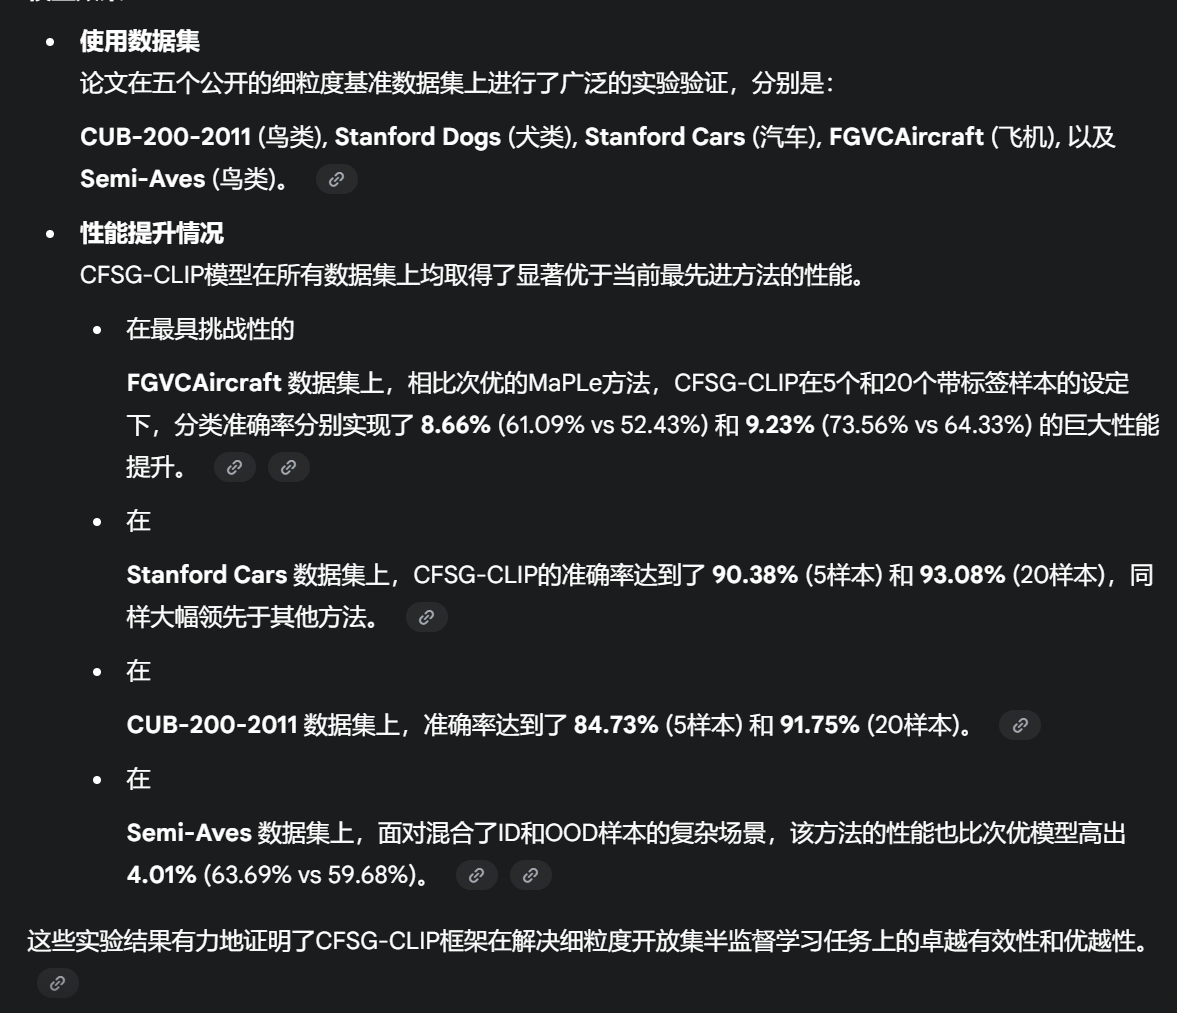 使用数据集
论文在五个公开的细粒度基准数据集上进行了广泛的实验验证，分别是：
CUB-200-2011 (鸟类), Stanford Dogs (犬类), Stanford Cars (汽车), FGVCAircraft (飞机), 以及
Semi-Aves (鸟类)。
性能提升情况
CFSG-CLIP模型在所有数据集上均取得了显著优于当前最先进方法的性能。
在最具挑战性的
FGVCAircraft 数据集上，相比次优的MaPLe方法，CFSG-CLIP在5个和20个带标签样本的设定
下，分类准确率分别实现了 8.66% (61.09% vs 52.43%) 和 9.23% (73.56% vs 64.33%) 的巨大性能
提升。
在
Stanford Cars 数据集上，CFSG-CLIP的准确率达到了 90.38% (5样本) 和 93.08% (20样本)，同
样大幅领先于其他方法。
在
CUB-200-2011 数据集上，准确率达到了 84.73% (5样本) 和 91.75% (20样本)。
在
Semi-Aves 数据集上，面对混合了ID和OOD样本的复杂场景，该方法的性能也比次优模型高出
4.01% (63.69% vs 59.68%)。
这些实验结果有力地证明了CFSG-CLIP框架在解决细粒度开放集半监督学习任务上的卓越有效性和优越性。